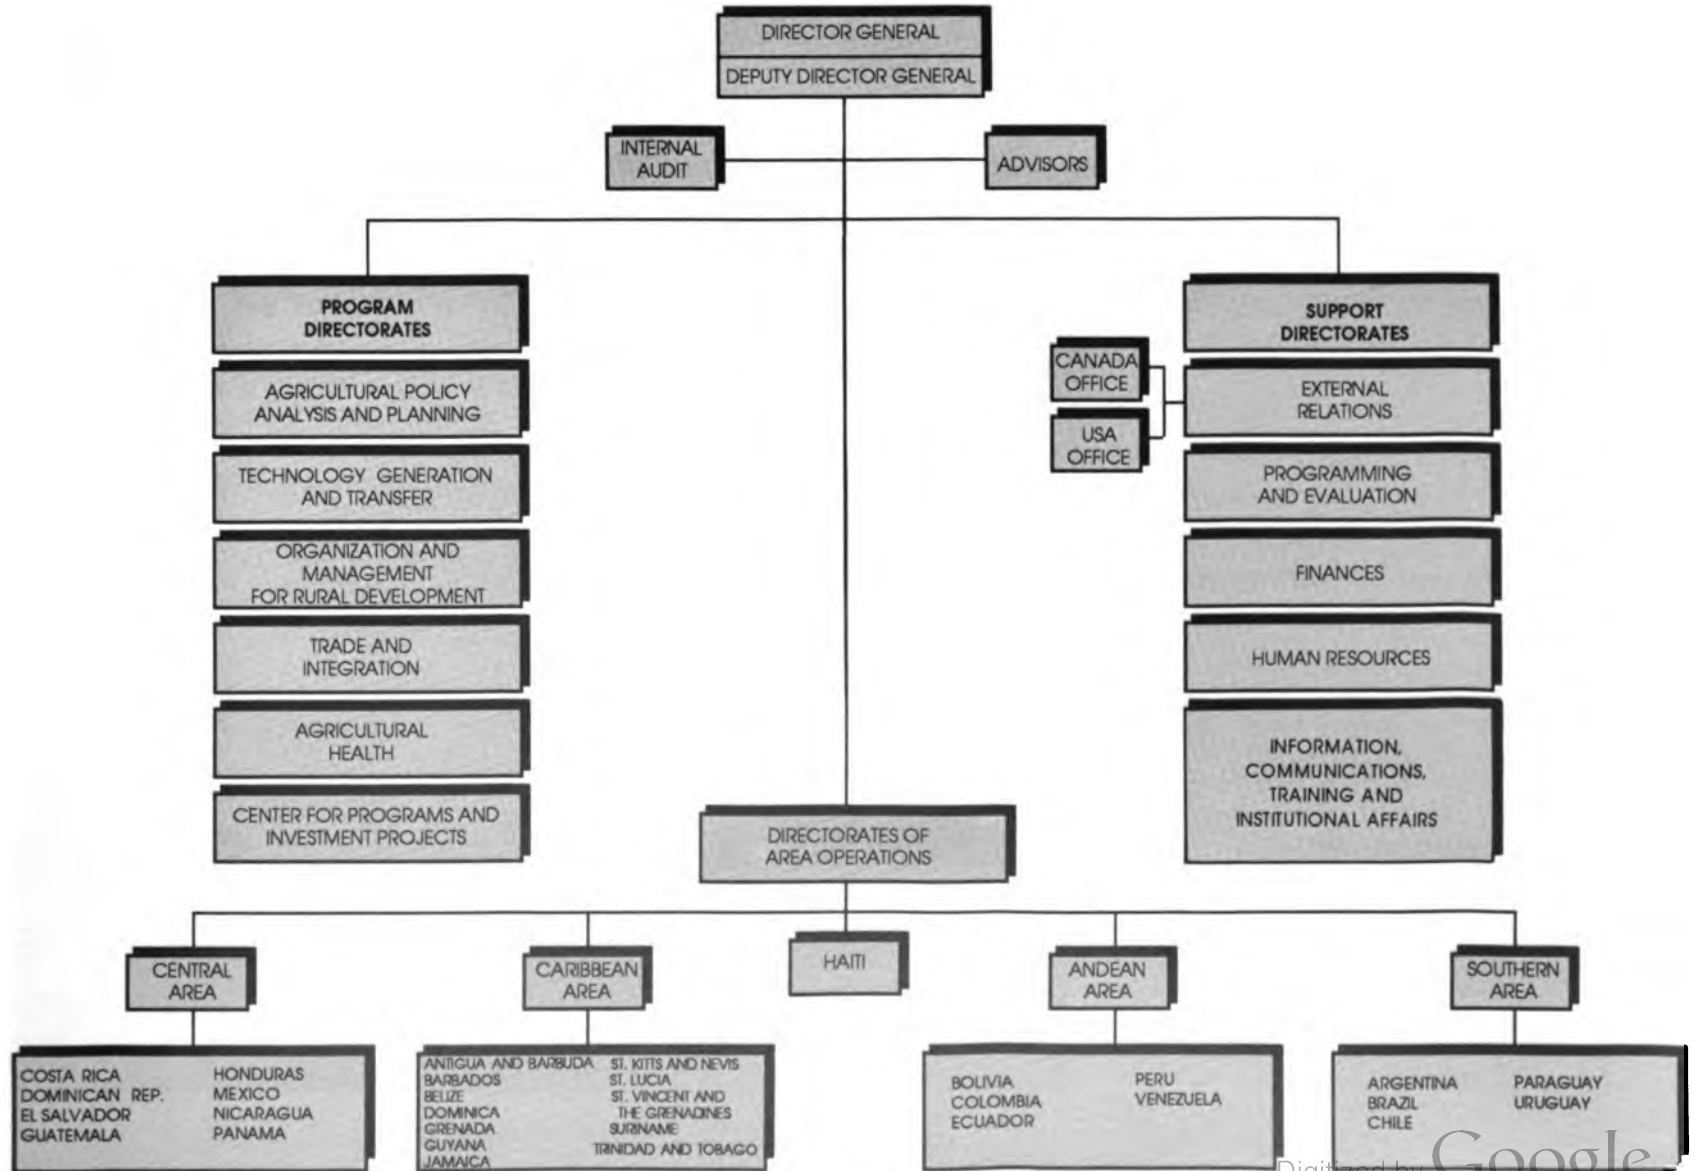 DIRECTOR GENERAL
DEPUTY DIRECTOR GENERAL
INTERNAL
AUDIT
ADVISORS
PROGRAM
DIRECTORATES
AGRICULTURAL POLICY
ANALYSIS AND PLANNING
TECHNOLOGY GENERATION
AND TRANSFER
ORGANIZATION AND
MANAGEMENT
FOR RURAL DEVELOPMENT
TRADE AND
INTEGRATION
AGRICULTURAL
HEALTH
CENTER FOR PROGRAMS AND
INVESTMENT PROJECTS
SUPPORT
DIRECTORATES
CANADA
OFFICE
USA
OFFICE
EXTERNAL
RELATIONS
PROGRAMMING
AND EVALUATION
FINANCES
HUMAN RESOURCES
INFORMATION,
COMMUNICATIONS,
TRAINING AND
INSTITUTIONAL AFFAIRS
DIRECTORATES OF
AREA OPERATIONS
CENTRAL
AREA
COSTA RICA
DOMINICAN REP.
EL SALVADOR
GUATEMALA
HONDURAS
MEXICO
NICARAGUA
PANAMA
CARIBBEAN
AREA
ANTIGUA AND BARBUDA
BARBADOS
BELIZE
DOMINICA
GRENADA
GUYANA
JAMAICA
ST. KITTS AND NEVIS
ST. LUCIA
ST. VINCENT AND
THE GRENADINES
SURINAME
TRINIDAD AND TOBAGO
HAITI
ANDEAN
AREA
BOLIVIA
COLOMBIA
ECUADOR
PERU
VENEZUELA
SOUTHERN
AREA
ARGENTINA
BRAZIL
CHILE
PARAGUAY
URUGUAY
Digitized by Google